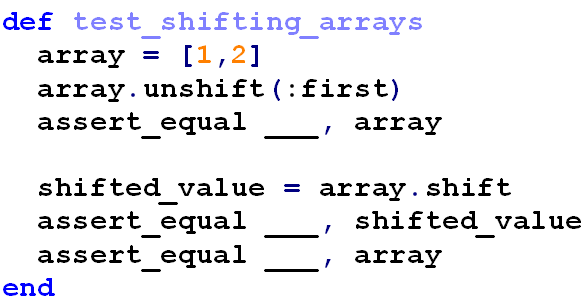 def test_shifting_arrays
  array = [1,2]
  array.unshift(:first)
  assert_equal ___, array

  shifted_value = array.shift
  assert_equal ___, shifted_value
  assert_equal ___, array
end